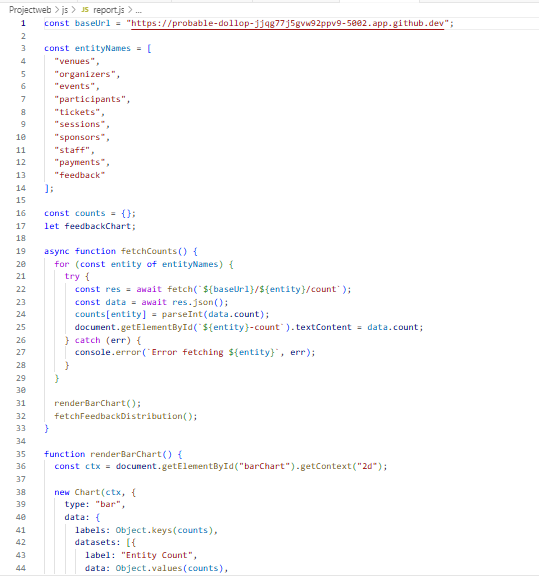 Projectweb > js > JS report.js > ...
1 const baseUrl = "https://probable-dollop-jjqg77j5gvw92ppv9-5002.app.github.dev";
2
3 const entityNames = [
4 "venues",
5 "organizers",
6 "events",
7 "participants",
8 "tickets",
9 "sessions",
10 "sponsors",
11 "staff",
12 "payments",
13 "feedback"
14 ];
15
16 const counts = {};
17 let feedbackChart;
18
19 async function fetchCounts() {
20 for (const entity of entityNames) {
21 try {
22 const res = await fetch(`${baseUrl}/${entity}/count`);
23 const data = await res.json();
24 counts[entity] = parseInt(data.count);
25 document.getElementById(`${entity}-count`).textContent = data.count;
26 } catch (err) {
27 console.error(`Error fetching ${entity}`, err);
28 }
29 }
30
31 renderBarChart();
32 fetchFeedbackDistribution();
33 }
34
35 function renderBarChart() {
36 const ctx = document.getElementById("barChart").getContext("2d");
37
38 new Chart(ctx, {
39 type: "bar",
40 data: {
41 labels: Object.keys(counts),
42 datasets: [{
43 label: "Entity Count",
44 data: Object.values(counts),